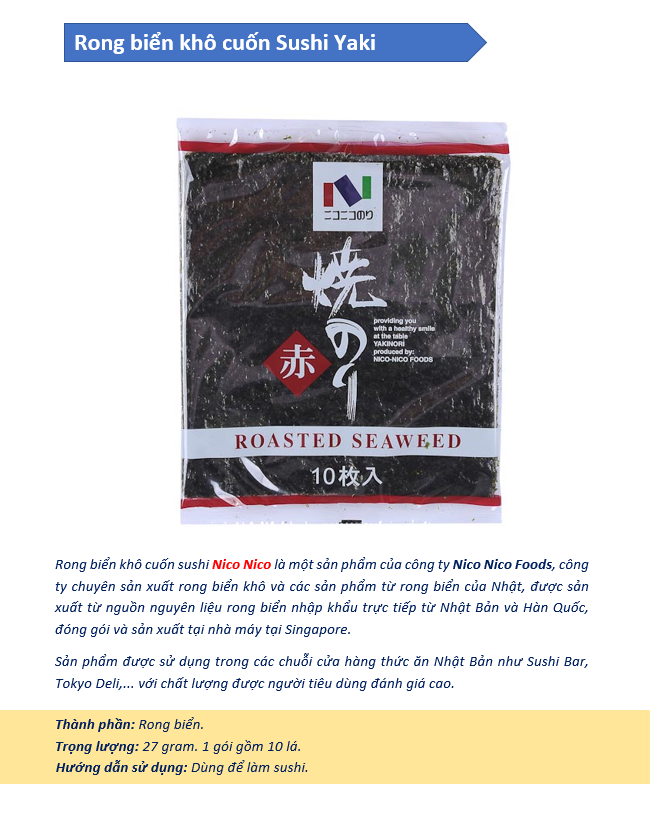 Rong biển khô cuốn Sushi Yaki
ニコニコのり
焼のり
providing you
with a healthy smile
at the table
YAKINORI
produced by:
NICO-NICO FOODS
赤
ROASTED SEAWEED
10枚入
Rong biển khô cuốn sushi Nico Nico là một sản phẩm của công ty Nico Nico Foods, công
ty chuyên sản xuất rong biển khô và các sản phẩm từ rong biển của Nhật, được sản
xuất từ nguồn nguyên liệu rong biển nhập khẩu trực tiếp từ Nhật Bản và Hàn Quốc,
đóng gói và sản xuất tại nhà máy tại Singapore.
Sản phẩm được sử dụng trong các chuỗi cửa hàng thức ăn Nhật Bản như Sushi Bar,
Tokyo Deli,... với chất lượng được người tiêu dùng đánh giá cao.
Thành phần: Rong biển.
Trọng lượng: 27 gram. 1 gói gồm 10 lá.
Hướng dẫn sử dụng: Dùng để làm sushi.